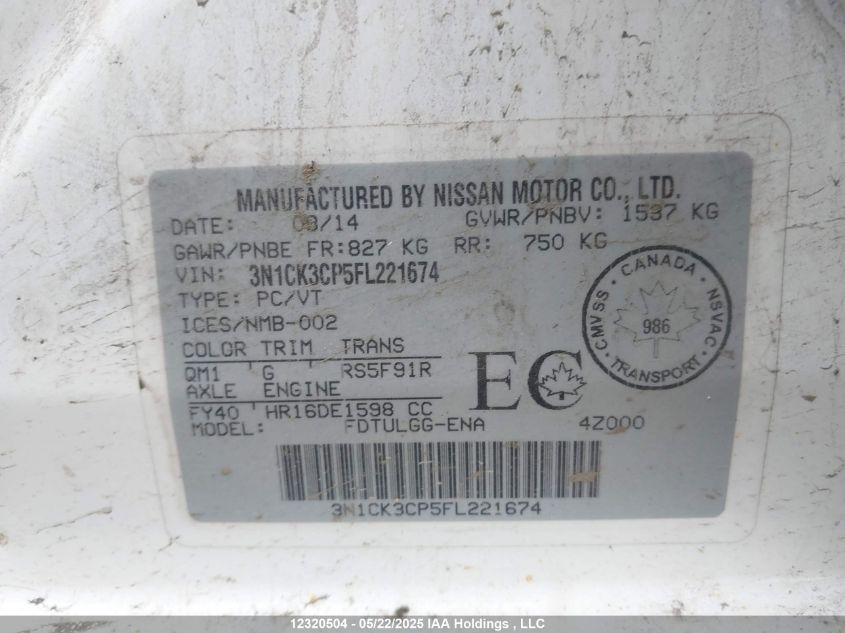 MANUFACTURED BY NISSAN MOTOR CO., LTD.
DATE: 08/14 GVWR/PNBV: 1537 KG
GAWR/PNBE FR:827 KG RR: 750 KG
VIN: 3N1CK3CP5FL221674
TYPE: PC/VT
ICES/NMB-002
COLOR TRIM TRANS
QM1 G RS5F91R
AXLE ENGINE
FY40 HR16DE1598 CC
MODEL: FDTULGG-ENA 4Z000
EC
CANADA
CMVSS NSVAC
986
TRANSPORT
3N1CK3CP5FL221674
12320504 - 05/22/2025 IAA Holdings , LLC